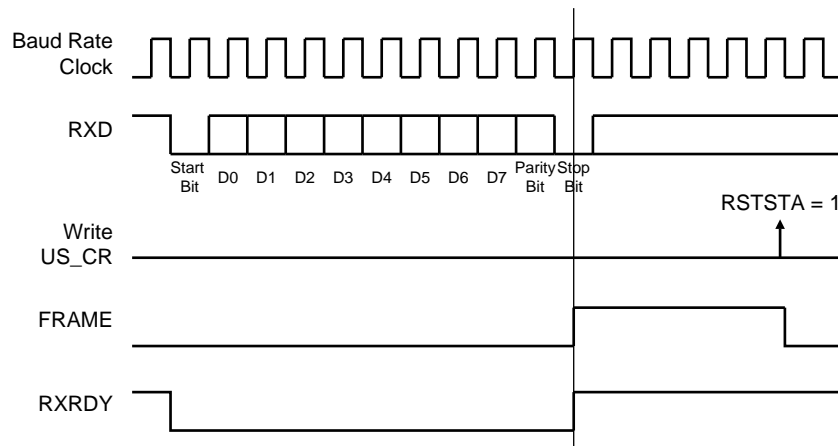 Baud Rate
Clock
RXD
Start
Bit
D0 D1 D2 D3 D4 D5 D6 D7
Parity
Bit
Stop
Bit
RSTSTA = 1
Write
US_CR
FRAME
RXRDY